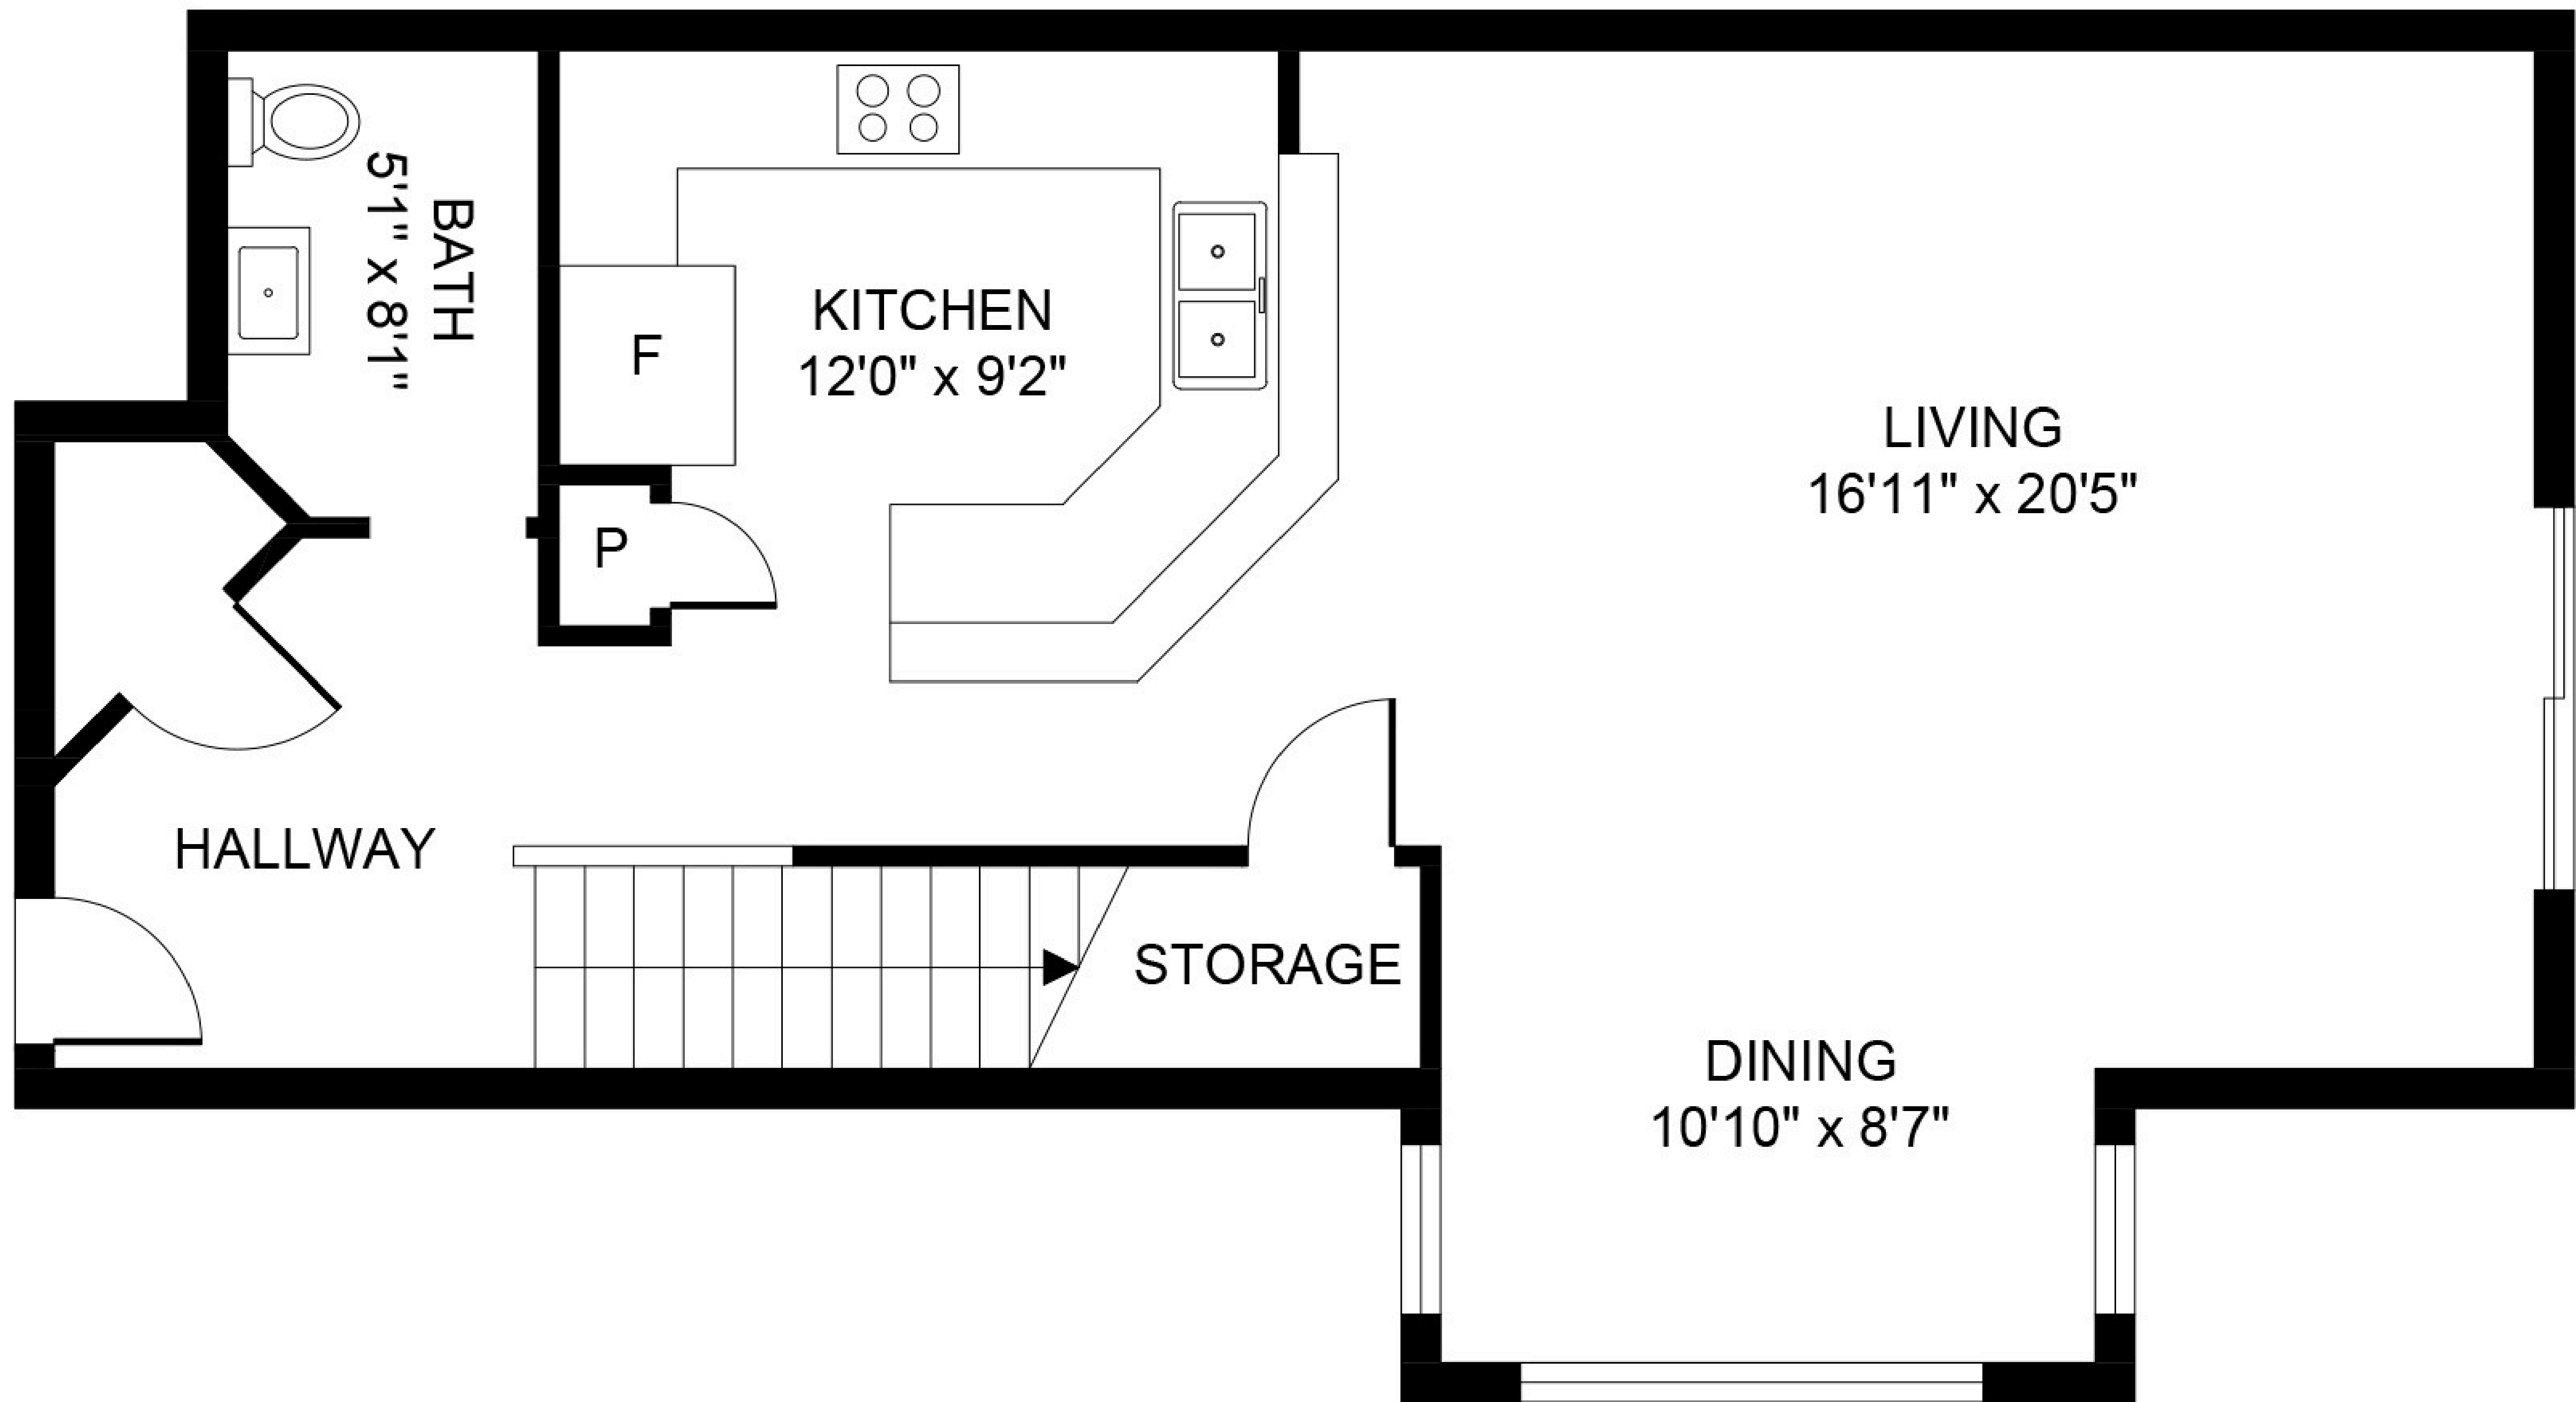 BATH
5'1" x 8'1"
KITCHEN
12'0" x 9'2"
F
P
LIVING
16'11" x 20'5"
HALLWAY
STORAGE
DINING
10'10" x 8'7"